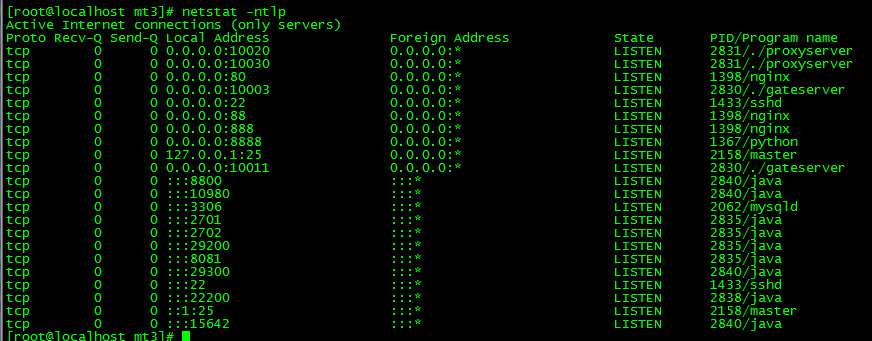 [root@localhost mt3]# netstat -ntlp
Active Internet connections (only servers)
Proto Recv-Q Send-Q Local Address Foreign Address State PID/Program name
tcp 0 0 0.0.0.0:10020 0.0.0.0:* LISTEN 2831/./proxyserver
tcp 0 0 0.0.0.0:10030 0.0.0.0:* LISTEN 2831/./proxyserver
tcp 0 0 0.0.0.0:80 0.0.0.0:* LISTEN 1398/nginx
tcp 0 0 0.0.0.0:10003 0.0.0.0:* LISTEN 2830/./gateserver
tcp 0 0 0.0.0.0:22 0.0.0.0:* LISTEN 1433/sshd
tcp 0 0 0.0.0.0:88 0.0.0.0:* LISTEN 1398/nginx
tcp 0 0 0.0.0.0:888 0.0.0.0:* LISTEN 1398/nginx
tcp 0 0 0.0.0.0:8888 0.0.0.0:* LISTEN 1367/python
tcp 0 0 127.0.0.1:25 0.0.0.0:* LISTEN 2158/master
tcp 0 0 0.0.0.0:10011 0.0.0.0:* LISTEN 2830/./gateserver
tcp 0 0 :::8800 :::* LISTEN 2840/java
tcp 0 0 :::10980 :::* LISTEN 2840/java
tcp 0 0 :::3306 :::* LISTEN 2062/mysqld
tcp 0 0 :::2701 :::* LISTEN 2835/java
tcp 0 0 :::2702 :::* LISTEN 2835/java
tcp 0 0 :::29200 :::* LISTEN 2835/java
tcp 0 0 :::8081 :::* LISTEN 2835/java
tcp 0 0 :::29300 :::* LISTEN 2840/java
tcp 0 0 :::22 :::* LISTEN 1433/sshd
tcp 0 0 :::22200 :::* LISTEN 2838/java
tcp 0 0 ::1:25 :::* LISTEN 2158/master
tcp 0 0 :::15642 :::* LISTEN 2840/java
[root@localhost mt3]#